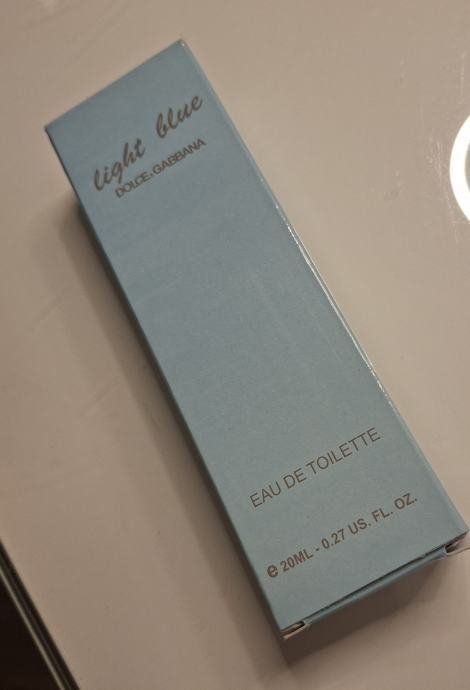 light blue
DOLCE&GABBANA
EAU DE TOILETTE
e 20ML - 0.27 US. FL. OZ.